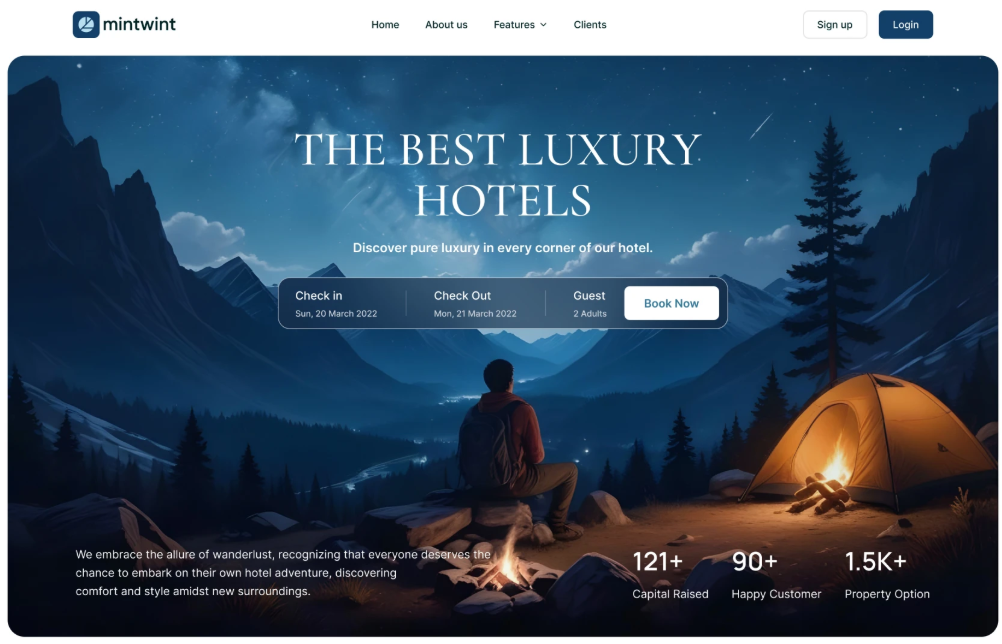 mintwint
Home About us Features Clients
Sign up Login
THE BEST LUXURY
HOTELS
Discover pure luxury in every corner of our hotel.
Check in Check Out Guest
Sun, 20 March 2022 Mon, 21 March 2022 2 Adults
Book Now
We embrace the allure of wanderlust, recognizing that everyone deserves the
chance to embark on their own hotel adventure, discovering
comfort and style amidst new surroundings.
121+ 90+ 1.5K+
Capital Raised Happy Customer Property Option